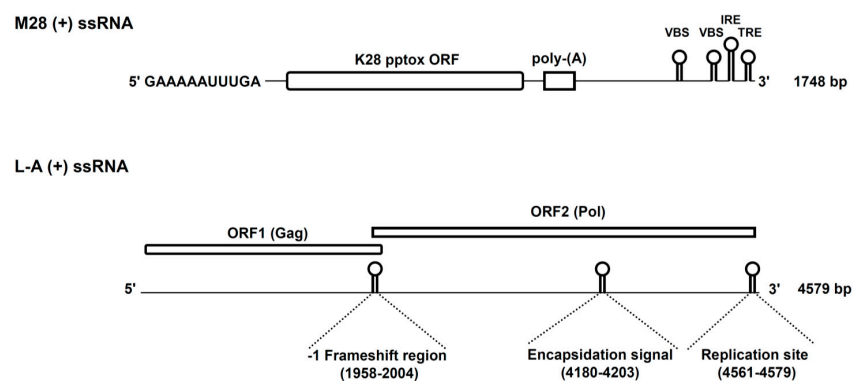 M28 (+) ssRNA
VBS VBS IRE TRE
K28 pptox ORF poly-(A)
5' GAAAAAUUUGA 3' 1748 bp
L-A (+) ssRNA
ORF2 (Pol)
ORF1 (Gag)
5' 3' 4579 bp
-1 Frameshift region Encapsidation signal Replication site
(1958-2004) (4180-4203) (4561-4579)